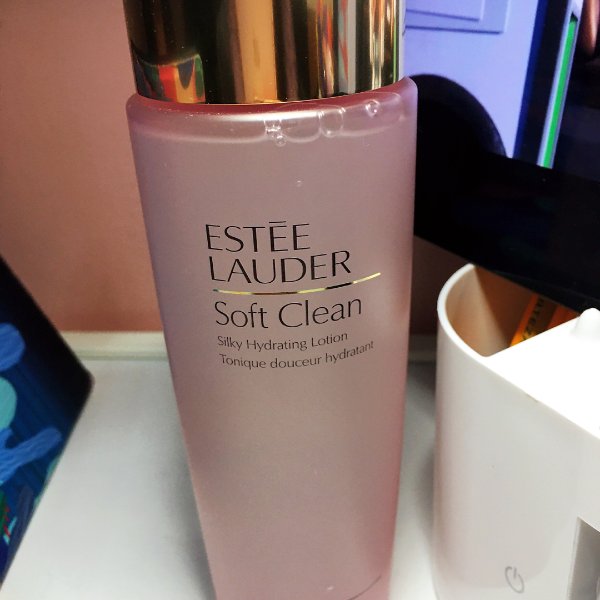 ESTĒE
LAUDER
Soft Clean
Silky Hydrating Lotion
Tonique douceur hydratant